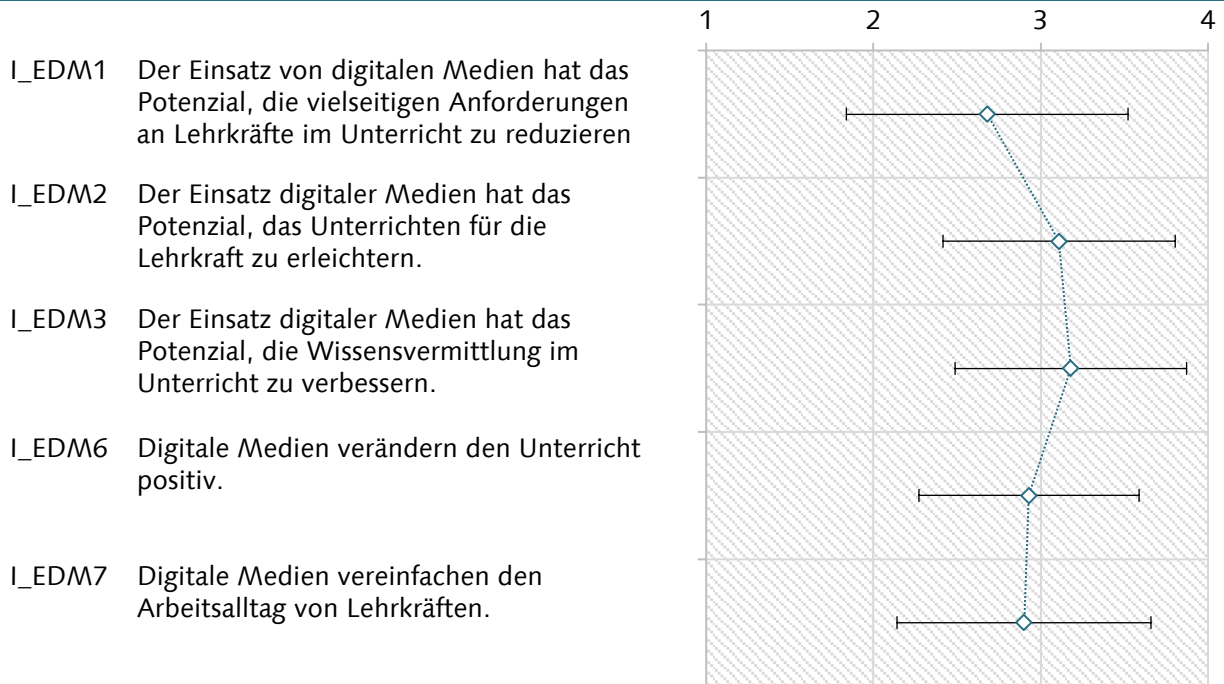 1 2 3 4
I_EDM1 Der Einsatz von digitalen Medien hat das
Potenzial, die vielseitigen Anforderungen
an Lehrkräfte im Unterricht zu reduzieren
I_EDM2 Der Einsatz digitaler Medien hat das
Potenzial, das Unterrichten für die
Lehrkraft zu erleichtern.
I_EDM3 Der Einsatz digitaler Medien hat das
Potenzial, die Wissensvermittlung im
Unterricht zu verbessern.
I_EDM6 Digitale Medien verändern den Unterricht
positiv.
I_EDM7 Digitale Medien vereinfachen den
Arbeitsalltag von Lehrkräften.